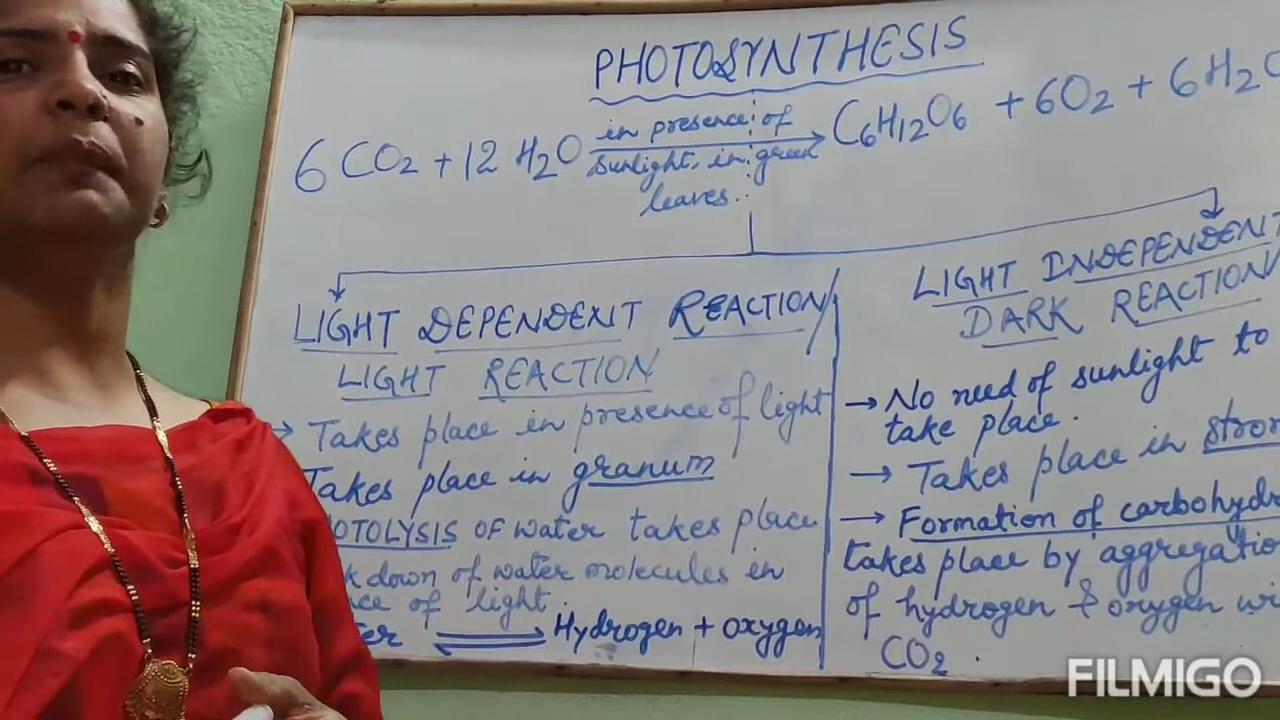 PHOTOSYNTHESIS
6 CO2 + 12 H2O in presence of C6H12O6 + 6O2 + 6H2O
sunlight, in green
leaves.
LIGHT DEPENDENT REACTION/
LIGHT REACTION
→ Takes place in presence of light
Takes place in granum
OTOLYSIS OF water takes place
k down of water molecules in
ce of light.
ter ⇌ Hydrogen + oxygen
LIGHT INDEPENDENT
DARK REACTION/
→ No need of sunlight to
take place.
→ Takes place in stro
→ Formation of carbohyd
takes place by aggregatio
of hydrogen & oxygen wi
CO2.
FILMIGO